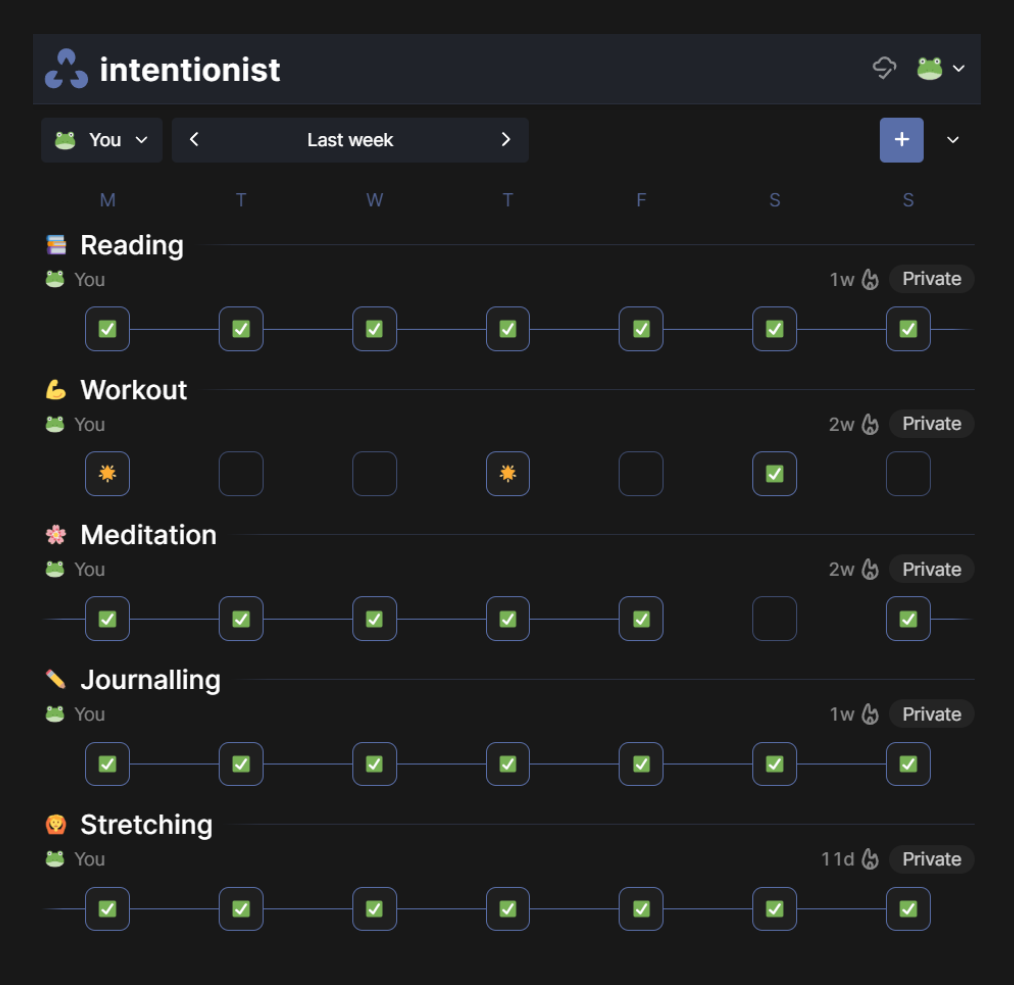 intentionist
You
Last week
+
M T W T F S S
Reading
You 1w Private
Workout
You 2w Private
Meditation
You 2w Private
Journalling
You 1w Private
Stretching
You 11d Private